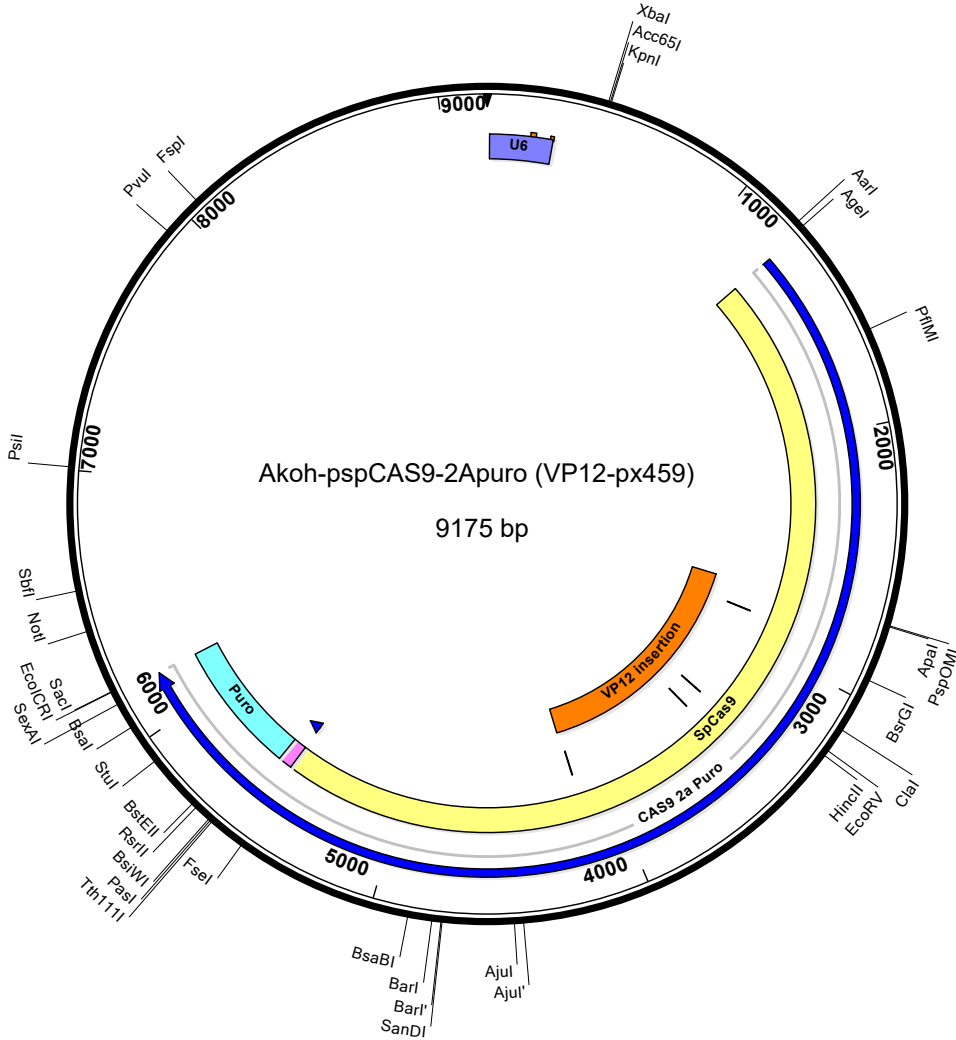 XbaI
Acc65I
KpnI
9000
U6
FspI
PvuI
8000
1000
AarI
AgeI
PflMI
2000
PsiI
7000
Akoh-pspCAS9-2Apuro (VP12-px459)
9175 bp
SbfI
NotI
VP12 insertion
ApaI
PspOMI
SacI
EcoICRI
SexAI
6000
Puro
SpCas9
3000
BsrGI
BsaI
StuI
CAS9 2a Puro
ClaI
HincII
EcoRV
BstEII
RsrII
BsiWI
PasI
Tth111I
FseI
5000
4000
BsaBI
BarI
BarI'
SanDI
AjuI
AjuI'